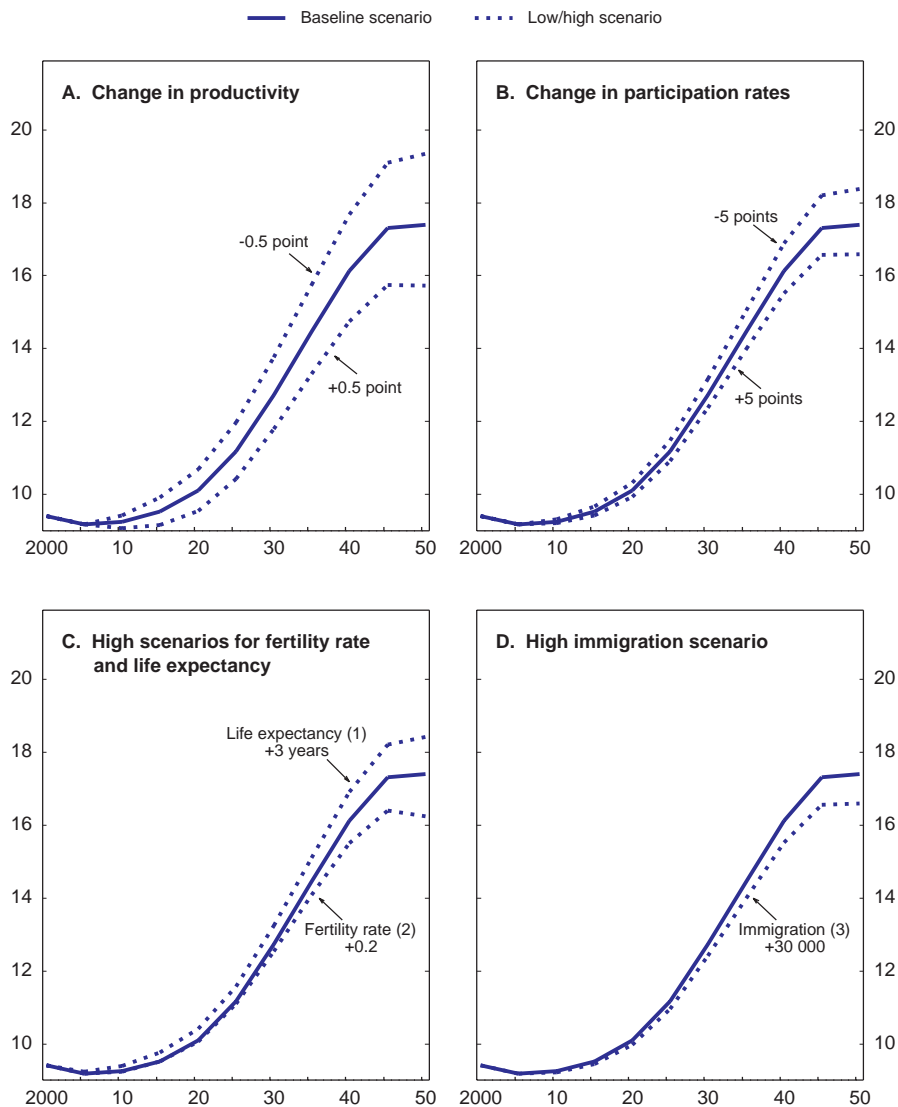 Baseline scenario
Low/high scenario
A. Change in productivity
20
18
16
14
12
10
-0.5 point
+0.5 point
2000 10 20 30 40 50
B. Change in participation rates
20
18
16
14
12
10
-5 points
+5 points
2000 10 20 30 40 50
C. High scenarios for fertility rate
and life expectancy
20
18
16
14
12
10
Life expectancy (1)
+3 years
Fertility rate (2)
+0.2
2000 10 20 30 40 50
D. High immigration scenario
20
18
16
14
12
10
Immigration (3)
+30 000
2000 10 20 30 40 50